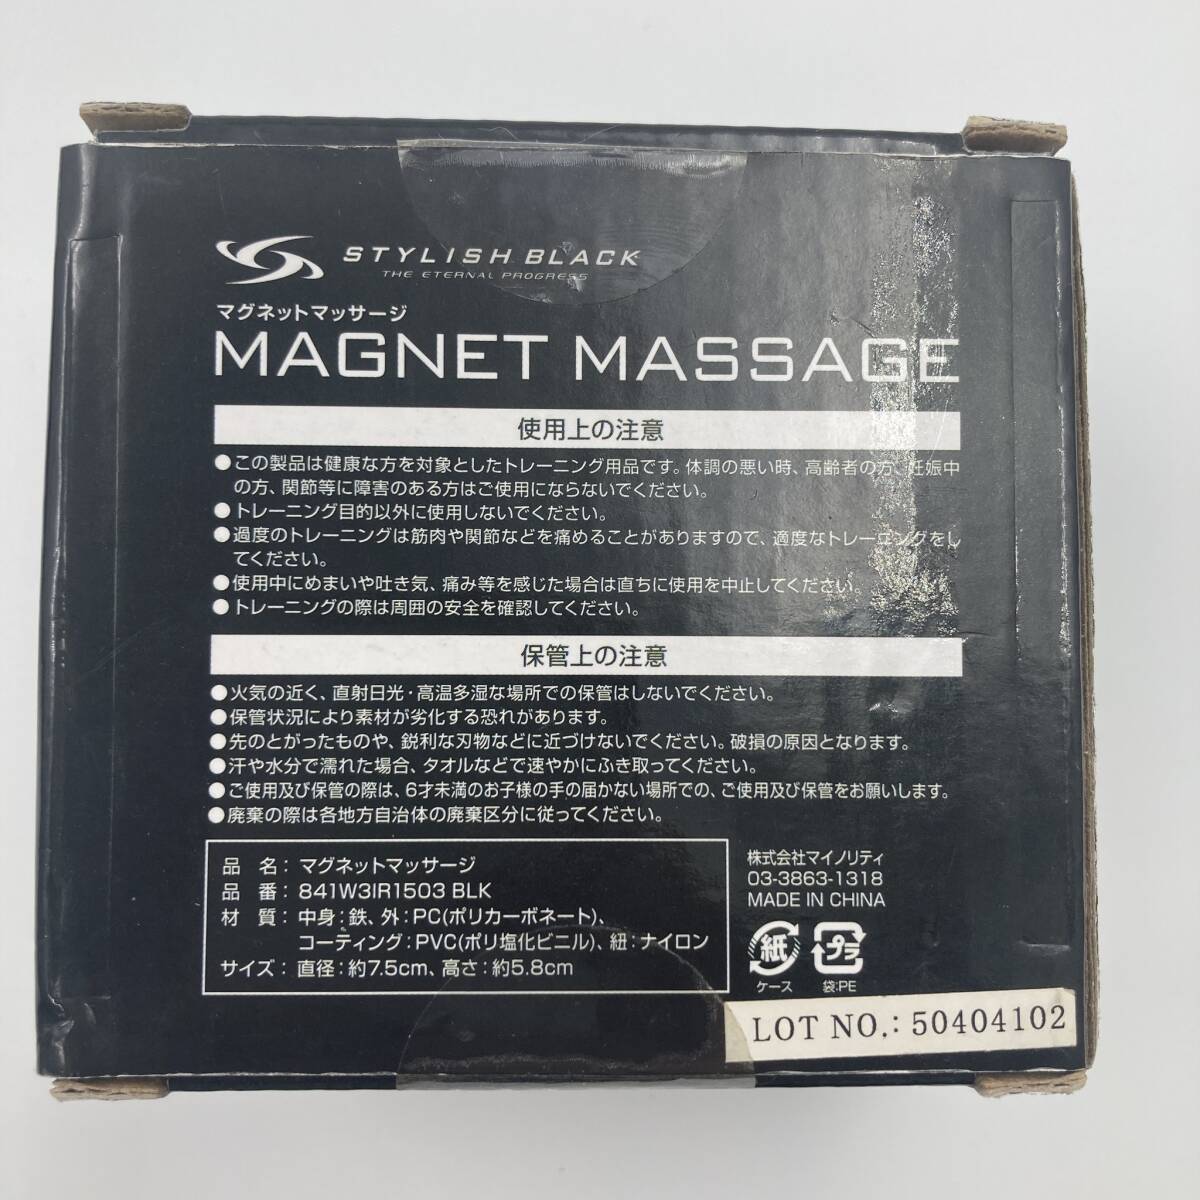 STYLISH BLACK
THE ETERNAL PROGRESS
マグネットマッサージ
MAGNET MASSAGE
使用上の注意
●この製品は健康な方を対象としたトレーニング用品です。体調の悪い時、高齢者の方、妊娠中
の方、関節等に障害のある方はご使用にならないでください。
●トレーニング目的以外に使用しないでください。
●過度のトレーニングは筋肉や関節などを痛めることがありますので、適度なトレーニングをし
てください。
●使用中にめまいや吐き気、痛み等を感じた場合は直ちに使用を中止してください。
●トレーニングの際は周囲の安全を確認してください。
保管上の注意
●火気の近く、直射日光・高温多湿な場所での保管はしないでください。
●保管状況により素材が劣化する恐れがあります。
●先のとがったものや、鋭利な刃物などに近づけないでください。破損の原因となります。
●汗や水分で濡れた場合、タオルなどで速やかにふき取ってください。
●ご使用及び保管の際は、6才未満のお子様の手の届かない場所での、ご使用及び保管をお願いします。
●廃棄の際は各地方自治体の廃棄区分に従ってください。
品 名：マグネットマッサージ
品 番：841W3IR1503 BLK
材 質：中身：鉄、外：PC(ポリカーボネート)、
コーティング：PVC(ポリ塩化ビニル)、紐：ナイロン
サイズ：直径：約7.5cm、高さ：約5.8cm
株式会社マイノリティ
03-3863-1318
MADE IN CHINA
紙 プラ
ケース 袋:PE
LOT NO.: 50404102